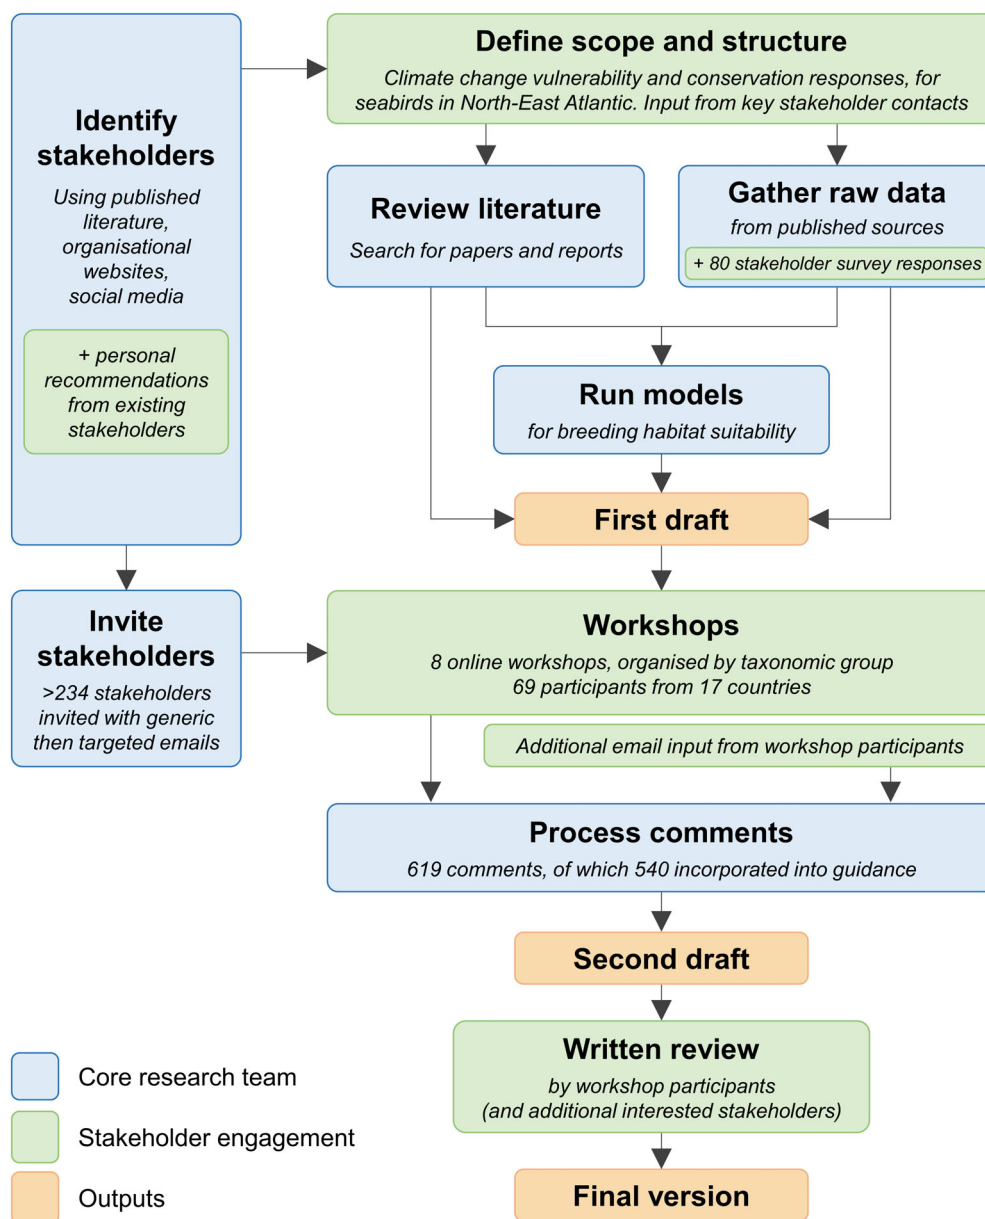 Identify
stakeholders
Using published
literature,
organisational
websites,
social media
+ personal
recommendations
from existing
stakeholders
Define scope and structure
Climate change vulnerability and conservation responses, for
seabirds in North-East Atlantic. Input from key stakeholder contacts
Review literature
Search for papers and reports
Gather raw data
from published sources
+ 80 stakeholder survey responses
Run models
for breeding habitat suitability
First draft
Invite
stakeholders
>234 stakeholders
invited with generic
then targeted emails
Workshops
8 online workshops, organised by taxonomic group
69 participants from 17 countries
Additional email input from workshop participants
Process comments
619 comments, of which 540 incorporated into guidance
Second draft
Written review
by workshop participants
(and additional interested stakeholders)
Final version
Core research team
Stakeholder engagement
Outputs